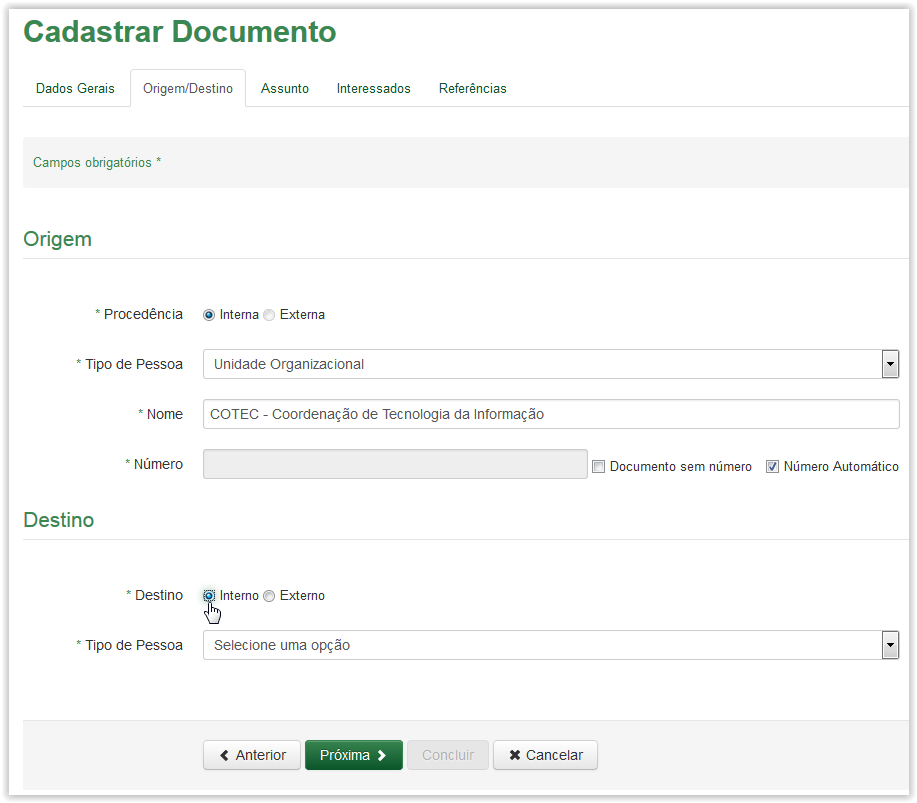 Cadastrar Documento
Dados Gerais Origem/Destino Assunto Interessados Referências
Campos obrigatórios *
Origem
* Procedência Interna Externa
* Tipo de Pessoa Unidade Organizacional
* Nome COTEC - Coordenação de Tecnologia da Informação
* Número Documento sem número Número Automático
Destino
* Destino Interno Externo
* Tipo de Pessoa Selecione uma opção
Anterior Próxima Concluir Cancelar